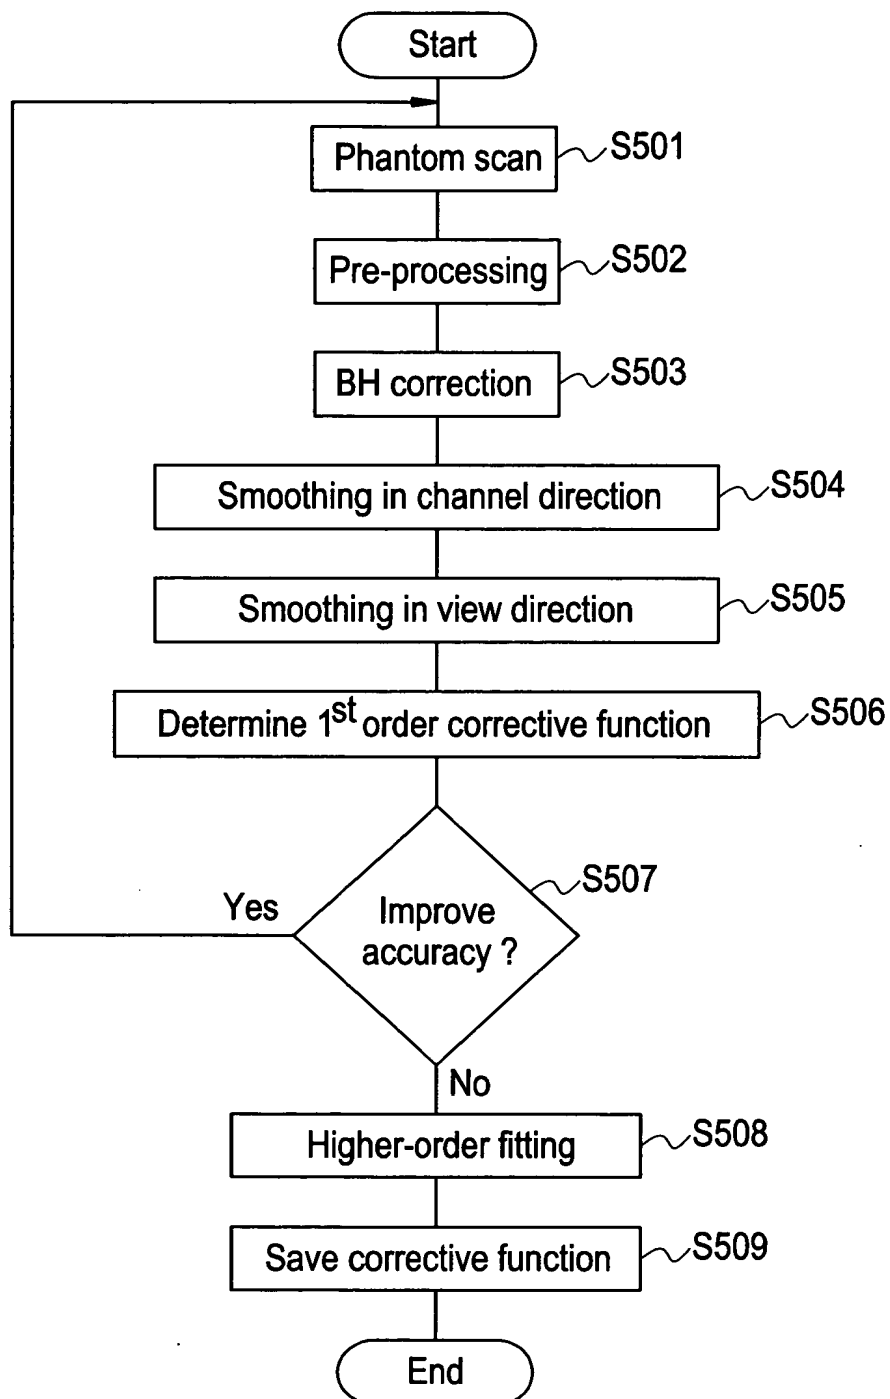 Start
Phantom scan S501
Pre-processing S502
BH correction S503
Smoothing in channel direction S504
Smoothing in view direction S505
Determine 1st order corrective function S506
S507
Yes
Improve
accuracy ?
No
Higher-order fitting S508
Save corrective function S509
End